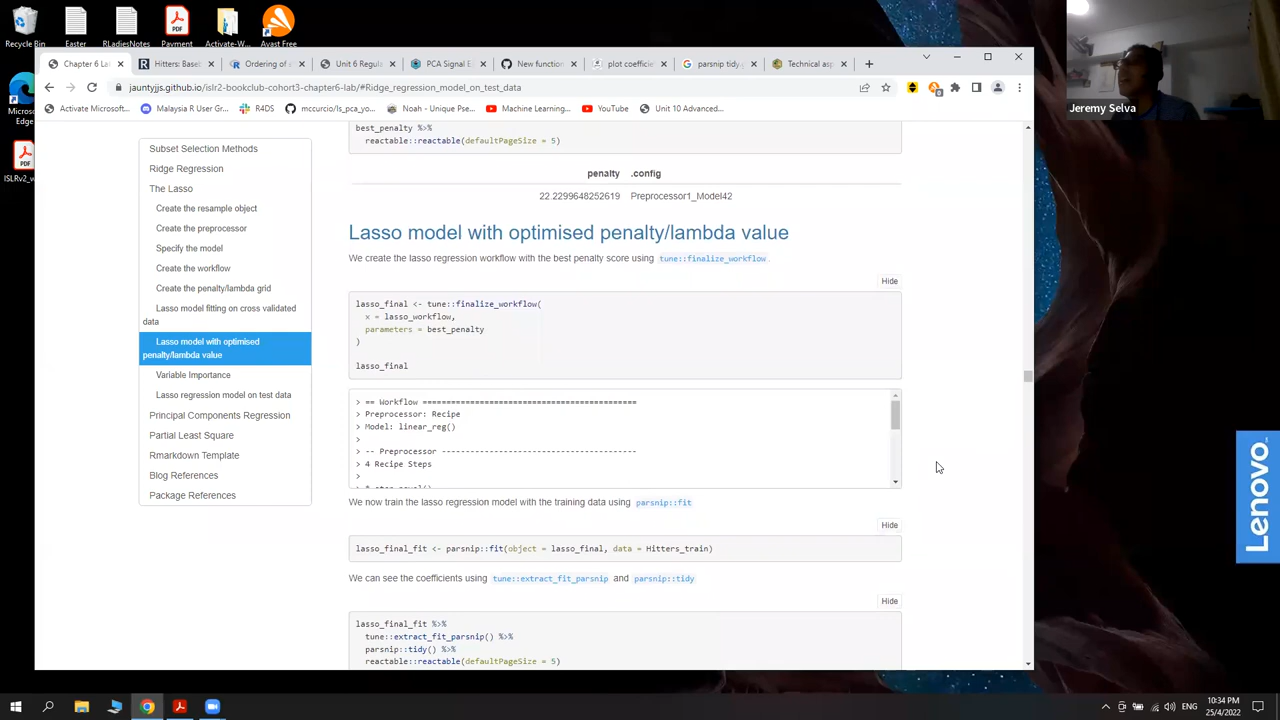 Recycle Bin
Easter
RLadiesNotes
Payment
Activate-W...
Avast Free
Jeremy Selva
Chapter 6 La
Hitters: Baseb
Ordering of
Unit 6 Regula
PCA Signal E
New function
plot coefficien
parsnip tidy
Technical asp
jauntyjjs.github.io/islr-bookclub-cohort3-chapter6-lab/#Ridge_regression_model_on_test_data
Activate Microsoft...
Malaysia R User Gr...
R4DS
mccurcio/ls_pca_yo...
Noah - Unique Pse...
Machine Learning...
YouTube
Unit 10 Advanced...
ISLRv2_w
Subset Selection Methods
Ridge Regression
The Lasso
Create the resample object
Create the preprocessor
Specify the model
Create the workflow
Create the penalty/lambda grid
Lasso model fitting on cross validated
data
Lasso model with optimised
penalty/lambda value
Variable Importance
Lasso regression model on test data
Principal Components Regression
Partial Least Square
Rmarkdown Template
Blog References
Package References
best_penalty %>%
reactable::reactable(defaultPageSize = 5)
penalty .config
22.2299648252619 Preprocessor1_Model42
Lasso model with optimised penalty/lambda value
We create the lasso regression workflow with the best penalty score using tune::finalize_workflow.
Hide
lasso_final <- tune::finalize_workflow(
x = lasso_workflow,
parameters = best_penalty
)
lasso_final
> == Workflow ============================================
> Preprocessor: Recipe
> Model: linear_reg()
>
> -- Preprocessor ----------------------------------------
> 4 Recipe Steps
>
We now train the lasso regression model with the training data using parsnip::fit
Hide
lasso_final_fit <- parsnip::fit(object = lasso_final, data = Hitters_train)
We can see the coefficients using tune::extract_fit_parsnip and parsnip::tidy
Hide
lasso_final_fit %>%
tune::extract_fit_parsnip() %>%
parsnip::tidy() %>%
reactable::reactable(defaultPageSize = 5)
Lenovo
ENG
10:34 PM
25/4/2022